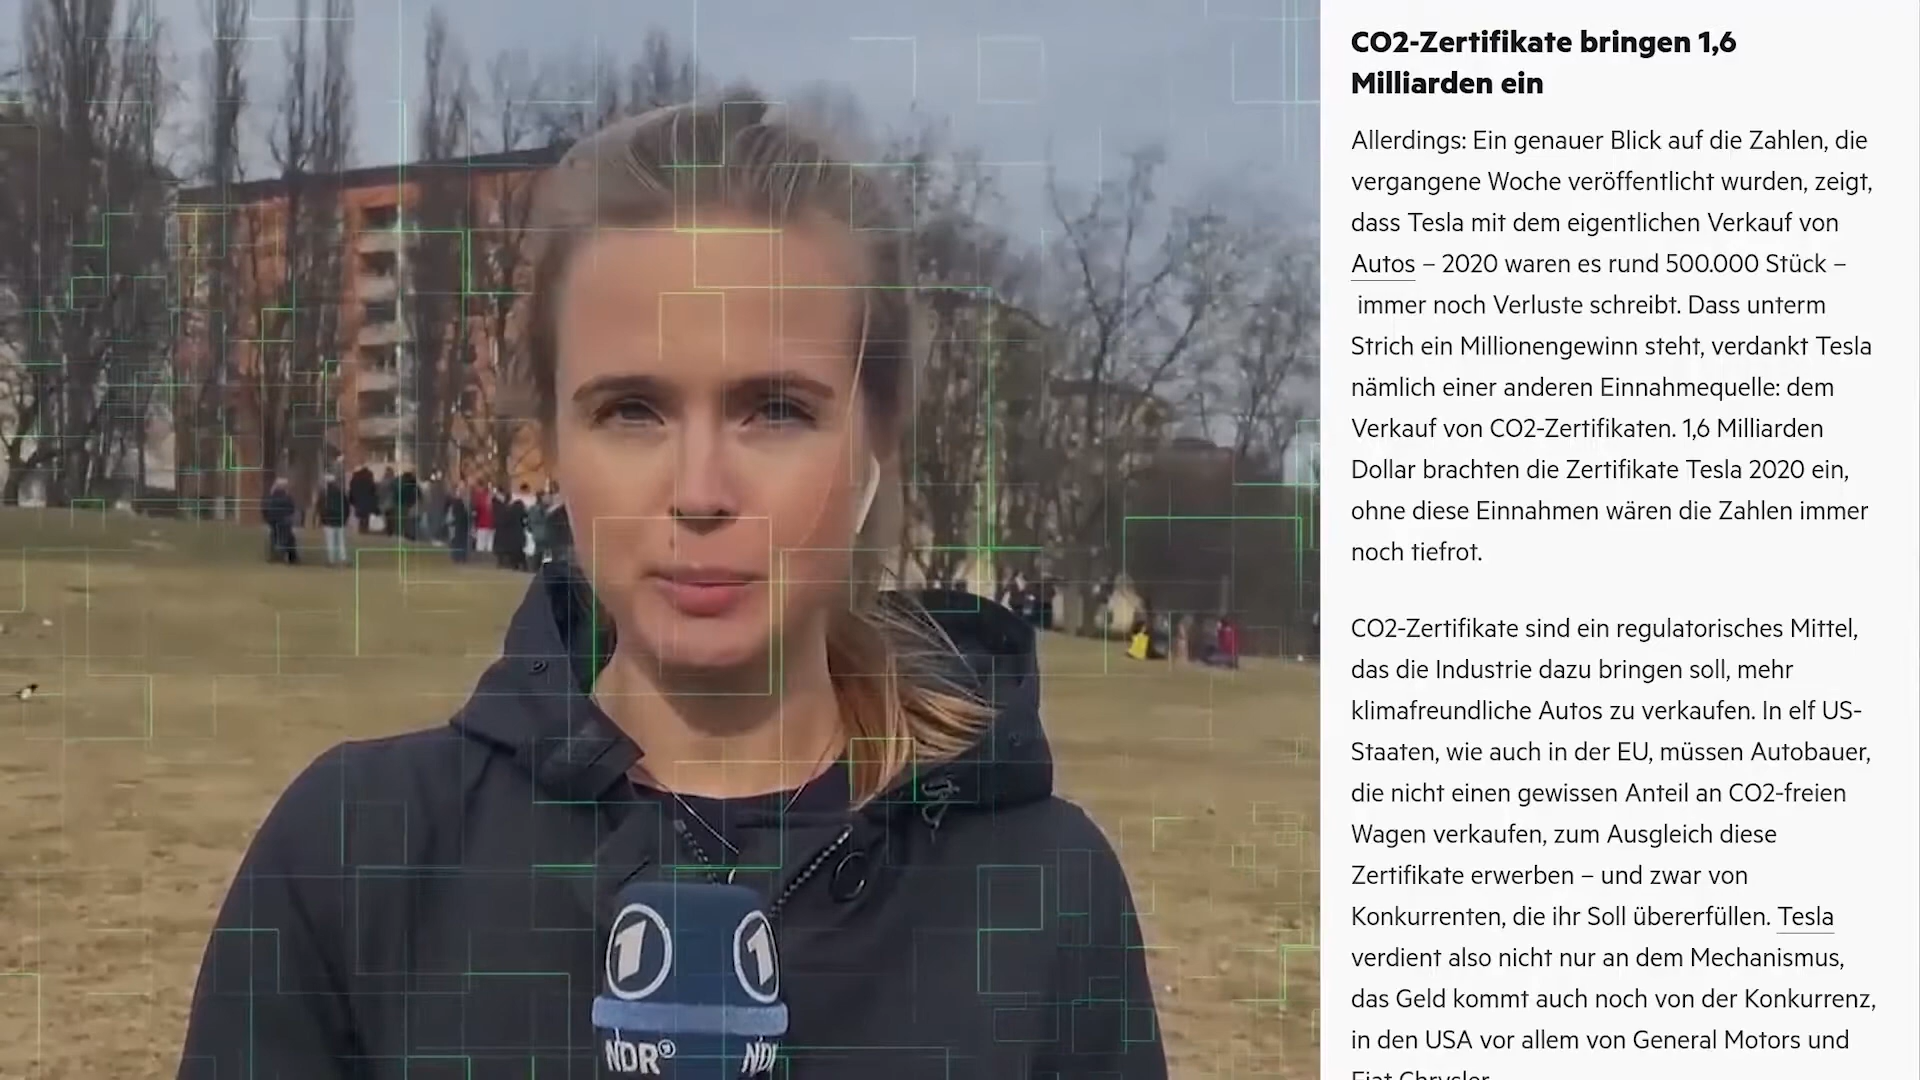 CO2-Zertifikate bringen 1,6
Milliarden ein
Allerdings: Ein genauer Blick auf die Zahlen, die
vergangene Woche veröffentlicht wurden, zeigt,
dass Tesla mit dem eigentlichen Verkauf von
Autos – 2020 waren es rund 500.000 Stück –
immer noch Verluste schreibt. Dass unterm
Strich ein Millionengewinn steht, verdankt Tesla
nämlich einer anderen Einnahmequelle: dem
Verkauf von CO2-Zertifikaten. 1,6 Milliarden
Dollar brachten die Zertifikate Tesla 2020 ein,
ohne diese Einnahmen wären die Zahlen immer
noch tiefrot.
CO2-Zertifikate sind ein regulatorisches Mittel,
das die Industrie dazu bringen soll, mehr
klimafreundliche Autos zu verkaufen. In elf US-
Staaten, wie auch in der EU, müssen Autobauer,
die nicht einen gewissen Anteil an CO2-freien
Wagen verkaufen, zum Ausgleich diese
Zertifikate erwerben – und zwar von
Konkurrenten, die ihr Soll übererfüllen. Tesla
verdient also nicht nur an dem Mechanismus,
das Geld kommt auch noch von der Konkurrenz,
in den USA vor allem von General Motors und
Fiat Chrysler
1 1
NDR NDR